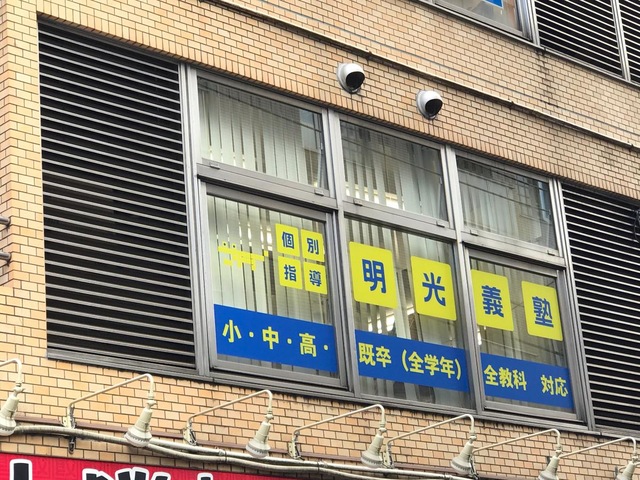 個別
指導
明光義塾
小・中・高・既卒（全学年）全教科 対応